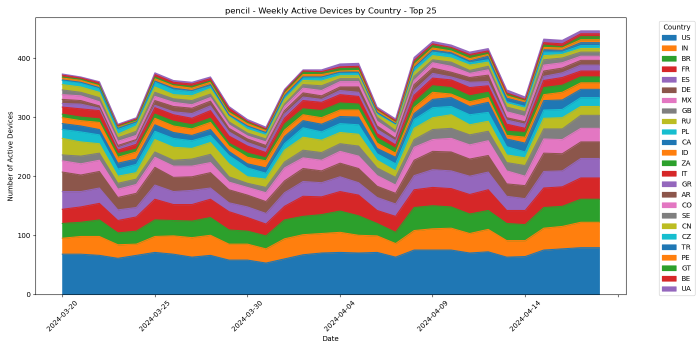 pencil - Weekly Active Devices by Country - Top 25
Number of Active Devices
400
300
200
100
0
2024-03-20
2024-03-25
2024-03-30
2024-04-04
2024-04-09
2024-04-14
Date
Country
US
IN
BR
FR
ES
DE
MX
GB
RU
PL
CA
ID
ZA
IT
GR
AR
CO
SE
CN
CZ
TR
PE
GT
BE
UA